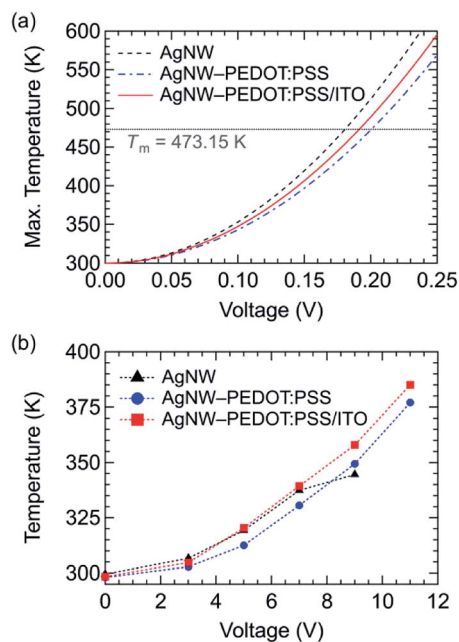 (a)
600
550
500
450
400
350
300
Max. Temperature (K)
AgNW
AgNW–PEDOT:PSS
AgNW–PEDOT:PSS/ITO
Tm = 473.15 K
0.00 0.05 0.10 0.15 0.20 0.25
Voltage (V)
(b)
400
375
350
325
300
Temperature (K)
AgNW
AgNW–PEDOT:PSS
AgNW–PEDOT:PSS/ITO
0 2 4 6 8 10 12
Voltage (V)